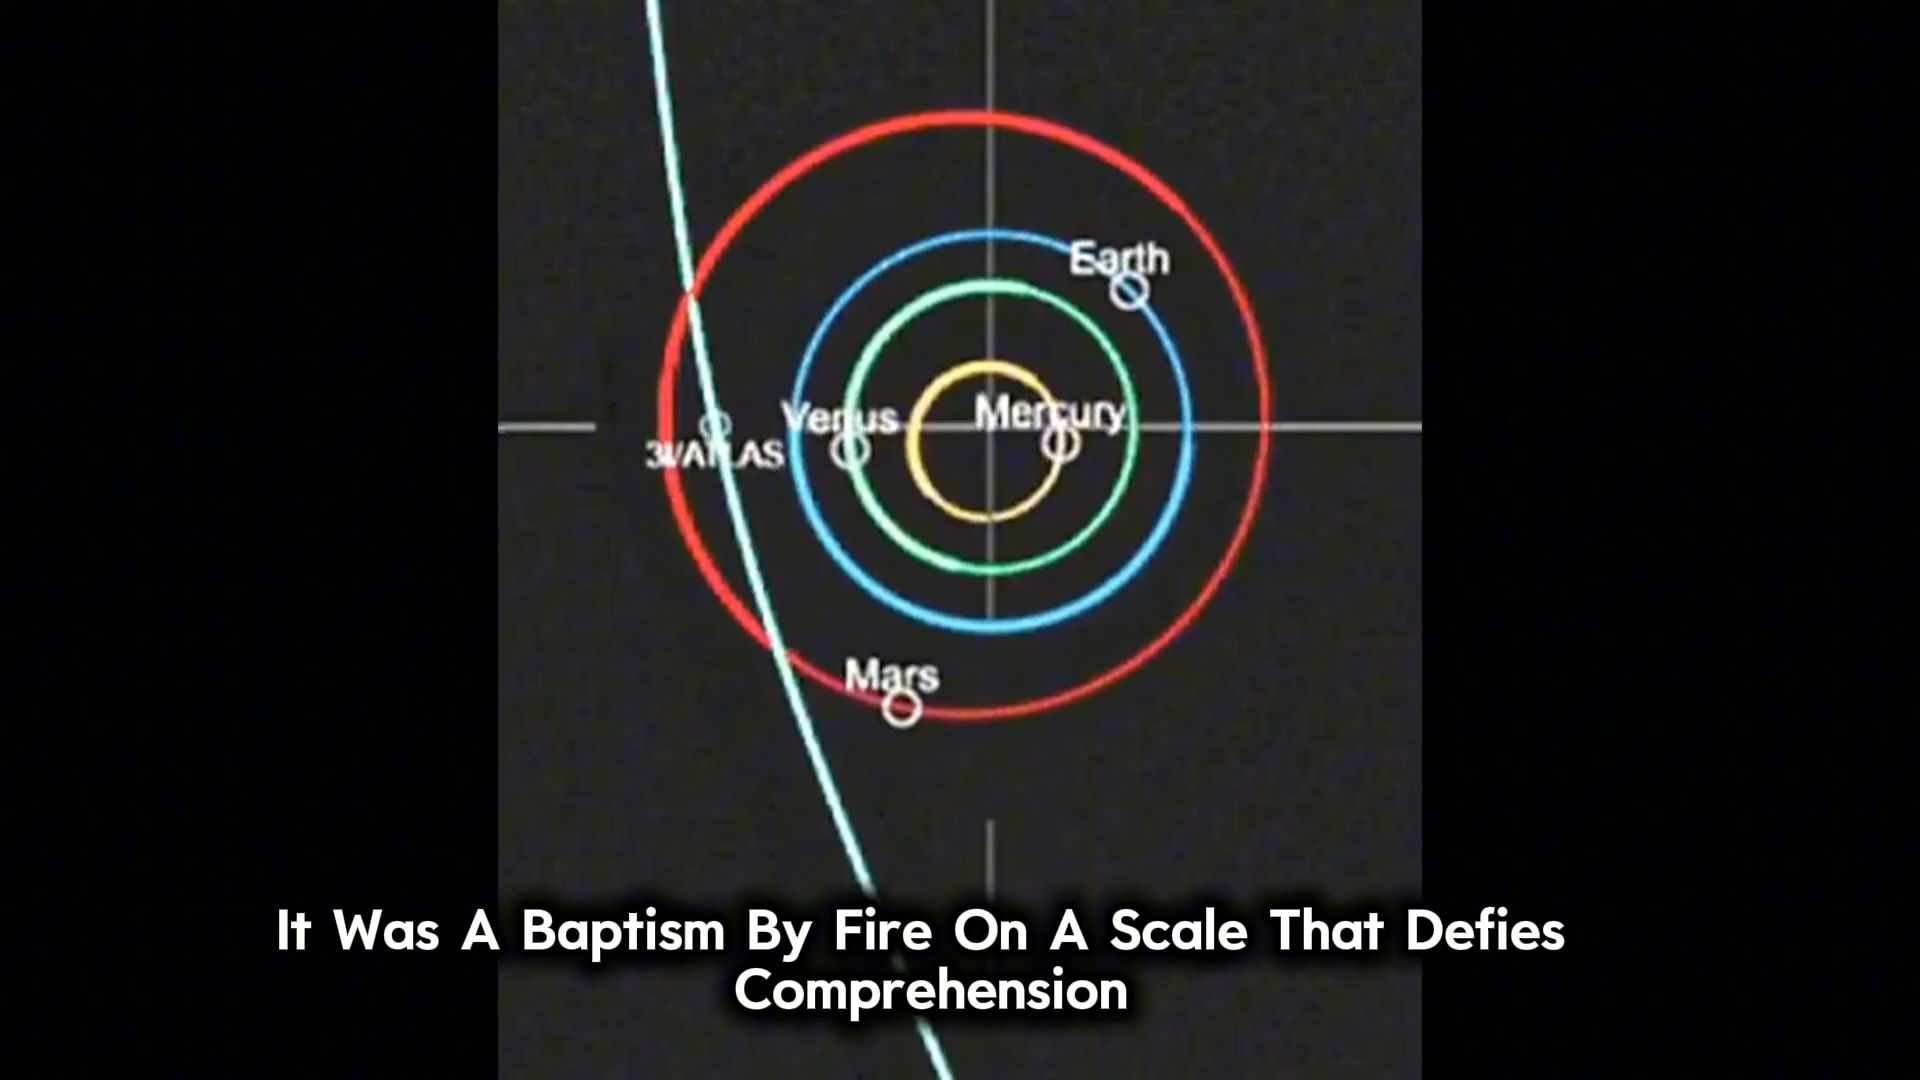 Earth
Venus
Mercury
3I/ATLAS
Mars
It Was A Baptism By Fire On A Scale That Defies
Comprehension